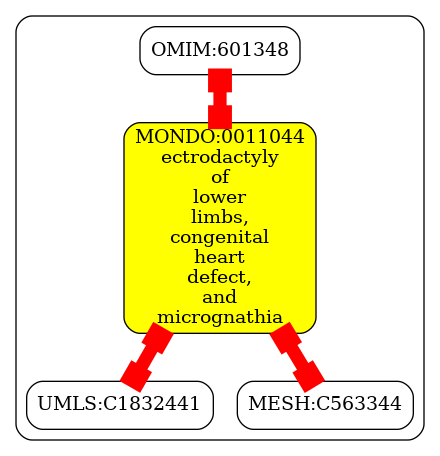 OMIM:601348
MONDO:0011044
ectrodactyly
of
lower
limbs,
congenital
heart
defect,
and
micrognathia
UMLS:C1832441
MESH:C563344